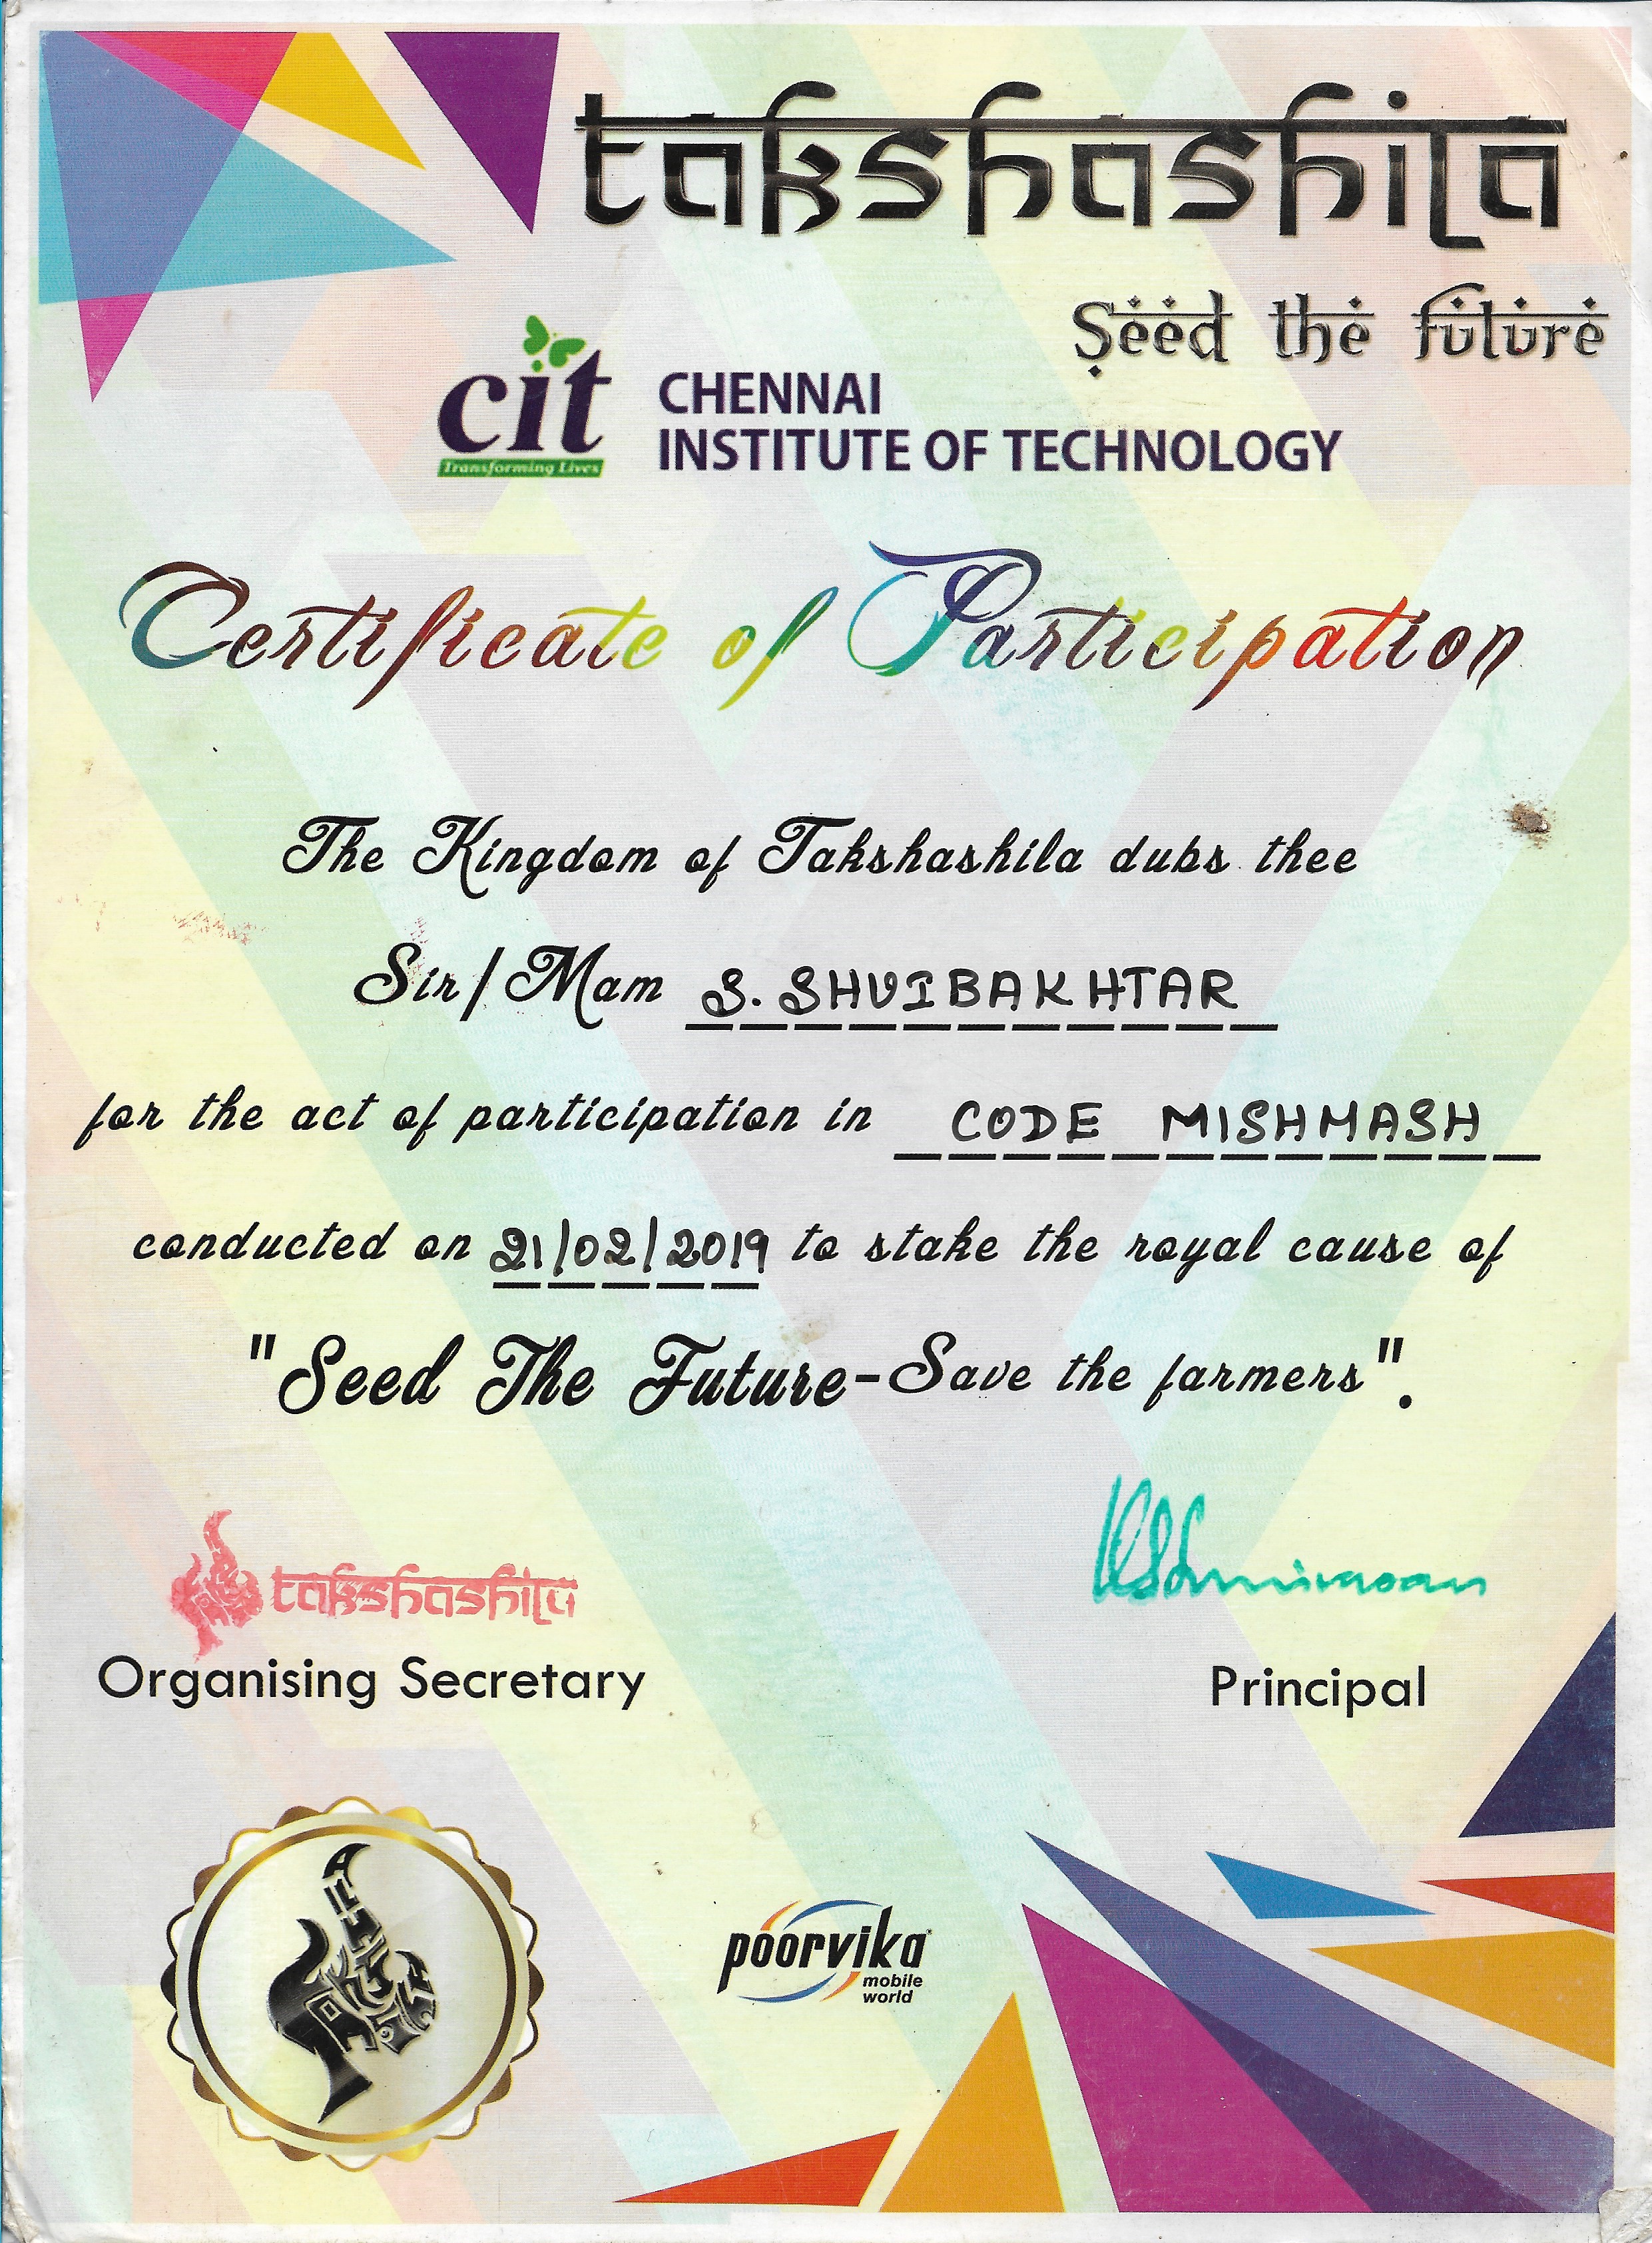 takshashila
Seed the future
cit
Transforming Lives
CHENNAI
INSTITUTE OF TECHNOLOGY
Certificate of Participation
The Kingdom of Takshashila dubs thee
Sir/Mam S. SHUIBAKHTAR
for the act of participation in CODE MISHMASH
conducted on 21/02/2019 to stake the royal cause of
"Seed The Future-Save the farmers".
takshashila
Organising Secretary
Principal
poorvika
mobile
world